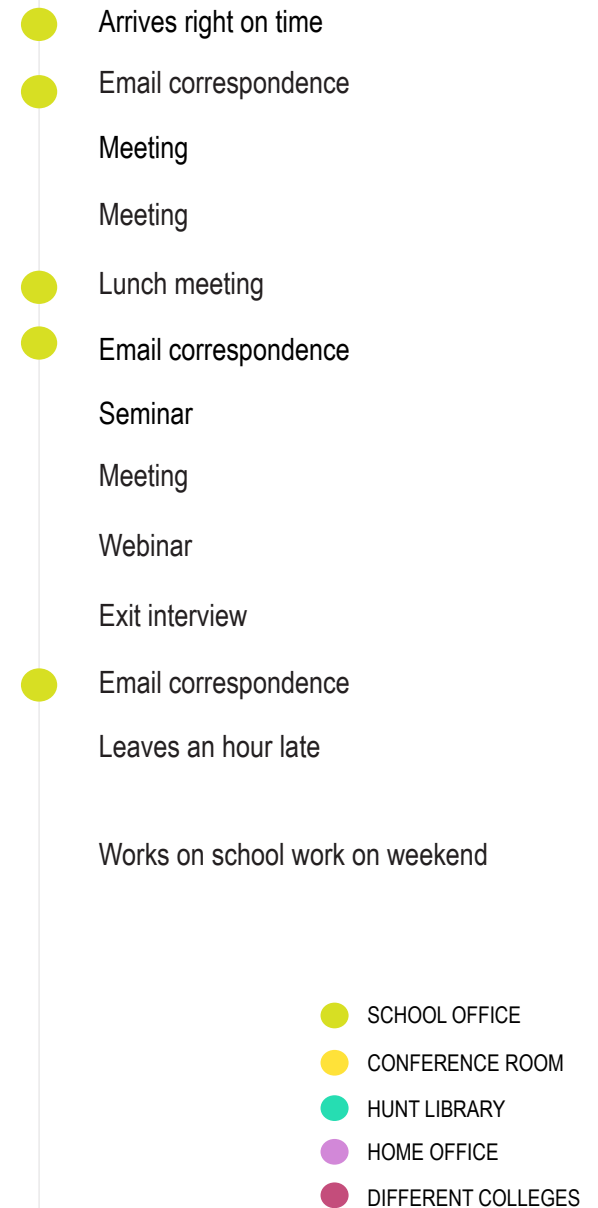 Arrives right on time
Email correspondence
Meeting
Meeting
Lunch meeting
Email correspondence
Seminar
Meeting
Webinar
Exit interview
Email correspondence
Leaves an hour late
Works on school work on weekend
SCHOOL OFFICE
CONFERENCE ROOM
HUNT LIBRARY
HOME OFFICE
DIFFERENT COLLEGES